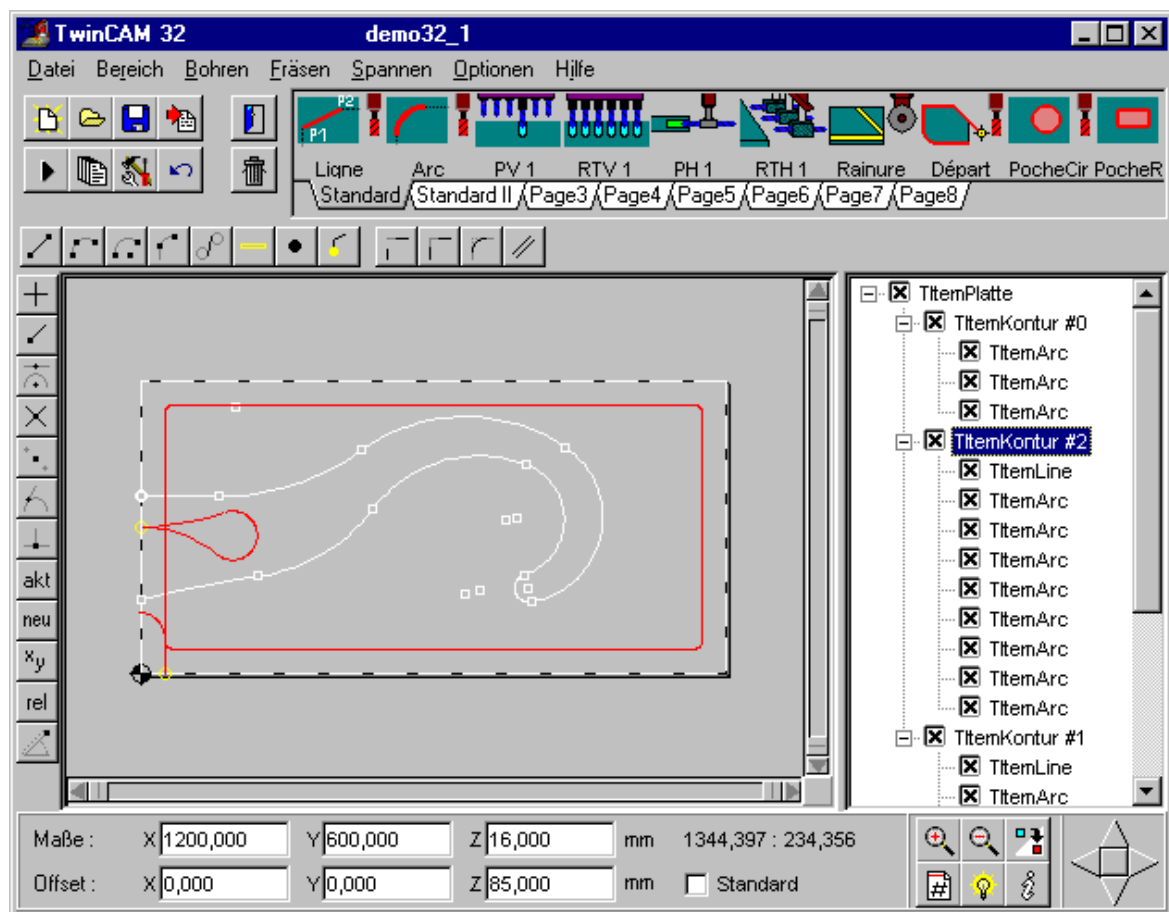 TwinCAM 32 demo32_1
Datei Bereich Bohren Fräsen Spannen Optionen Hilfe
P1 P2
Ligne Arc PV 1 RTV 1 PH 1 RTH 1 Rainure Départ PocheCir PocheR
Standard Standard II Page3 Page4 Page5 Page6 Page7 Page8
akt
neu
xy
rel
TItemPlatte
TItemKontur #0
TItemArc
TItemArc
TItemArc
TItemKontur #2
TItemLine
TItemArc
TItemArc
TItemArc
TItemArc
TItemArc
TItemArc
TItemArc
TItemArc
TItemKontur #1
TItemLine
TItemArc
Maße : X 1200,000 Y 600,000 Z 16,000 mm 1344,397 : 234,356
Offset : X 0,000 Y 0,000 Z 85,000 mm Standard
#
i